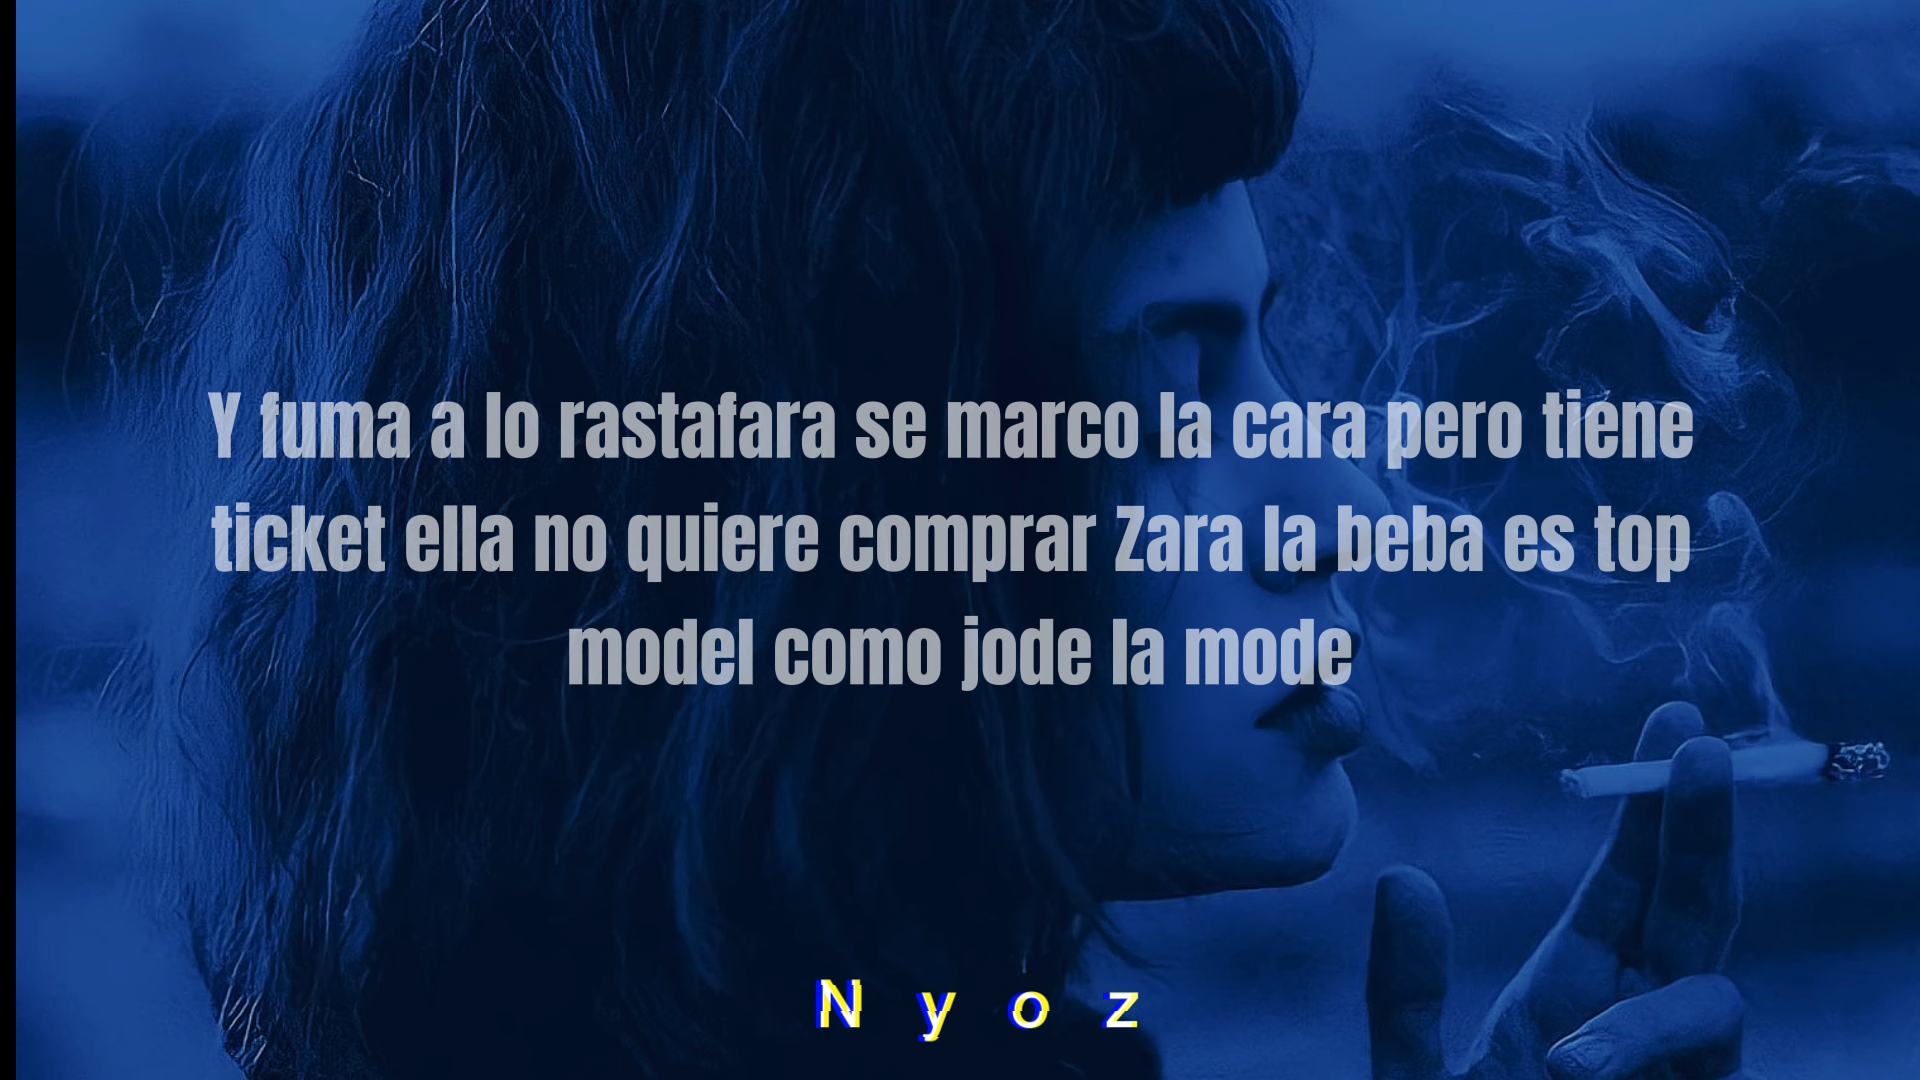 Y fuma a lo rastafara se marco la cara pero tiene
ticket ella no quiere comprar Zara la beba es top
model como jode la mode
N y o z